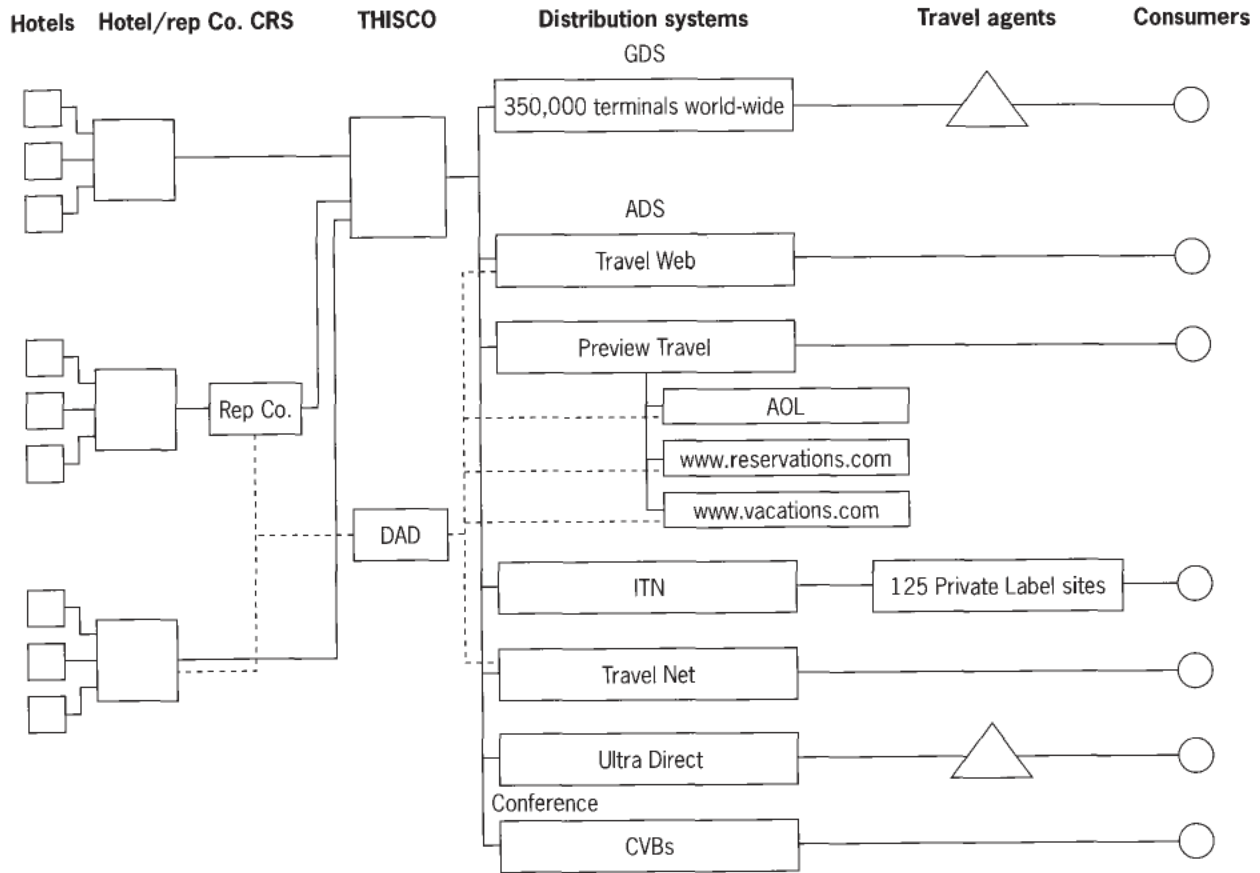 Hotels Hotel/rep Co. CRS THISCO Distribution systems Travel agents Consumers
GDS
350,000 terminals world-wide
ADS
Travel Web
Preview Travel
AOL
Rep Co.
www.reservations.com
www.vacations.com
DAD
ITN
125 Private Label sites
Travel Net
Ultra Direct
Conference
CVBs